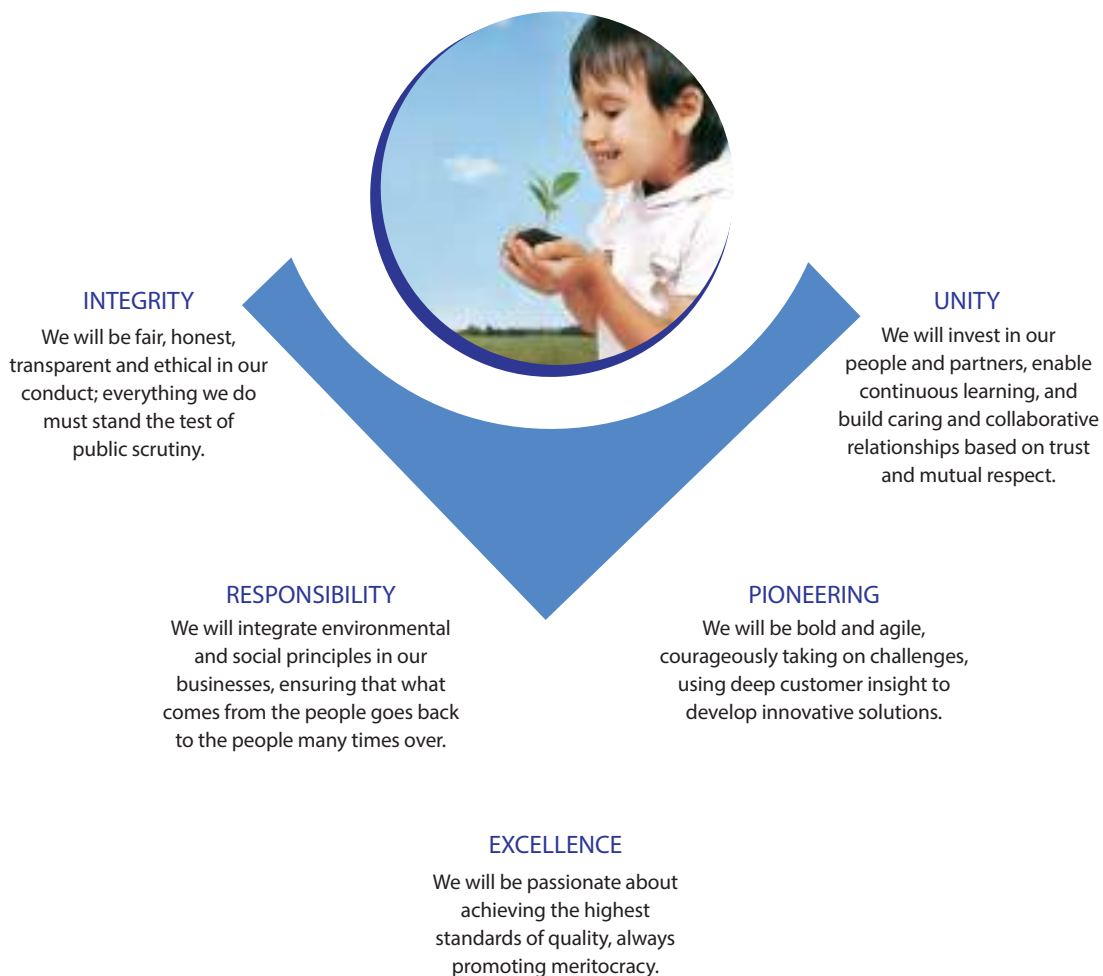 INTEGRITY
We will be fair, honest,
transparent and ethical in our
conduct; everything we do
must stand the test of
public scrutiny.
UNITY
We will invest in our
people and partners, enable
continuous learning, and
build caring and collaborative
relationships based on trust
and mutual respect.
RESPONSIBILITY
We will integrate environmental
and social principles in our
businesses, ensuring that what
comes from the people goes back
to the people many times over.
PIONEERING
We will be bold and agile,
courageously taking on challenges,
using deep customer insight to
develop innovative solutions.
EXCELLENCE
We will be passionate about
achieving the highest
standards of quality, always
promoting meritocracy.